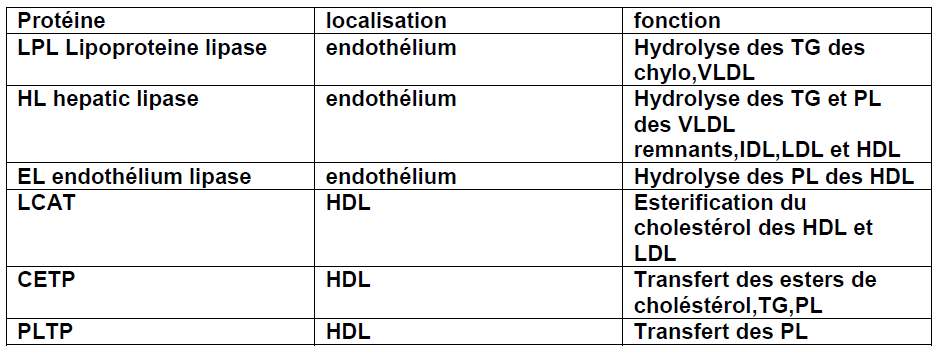 Protéine localisation fonction
LPL Lipoproteine lipase endothélium Hydrolyse des TG des
chylo,VLDL
HL hepatic lipase endothélium Hydrolyse des TG et PL
des VLDL
remnants,IDL,LDL et HDL
EL endothélium lipase endothélium Hydrolyse des PL des HDL
LCAT HDL Esterification du
cholestérol des HDL et
LDL
CETP HDL Transfert des esters de
choléstérol,TG,PL
PLTP HDL Transfert des PL